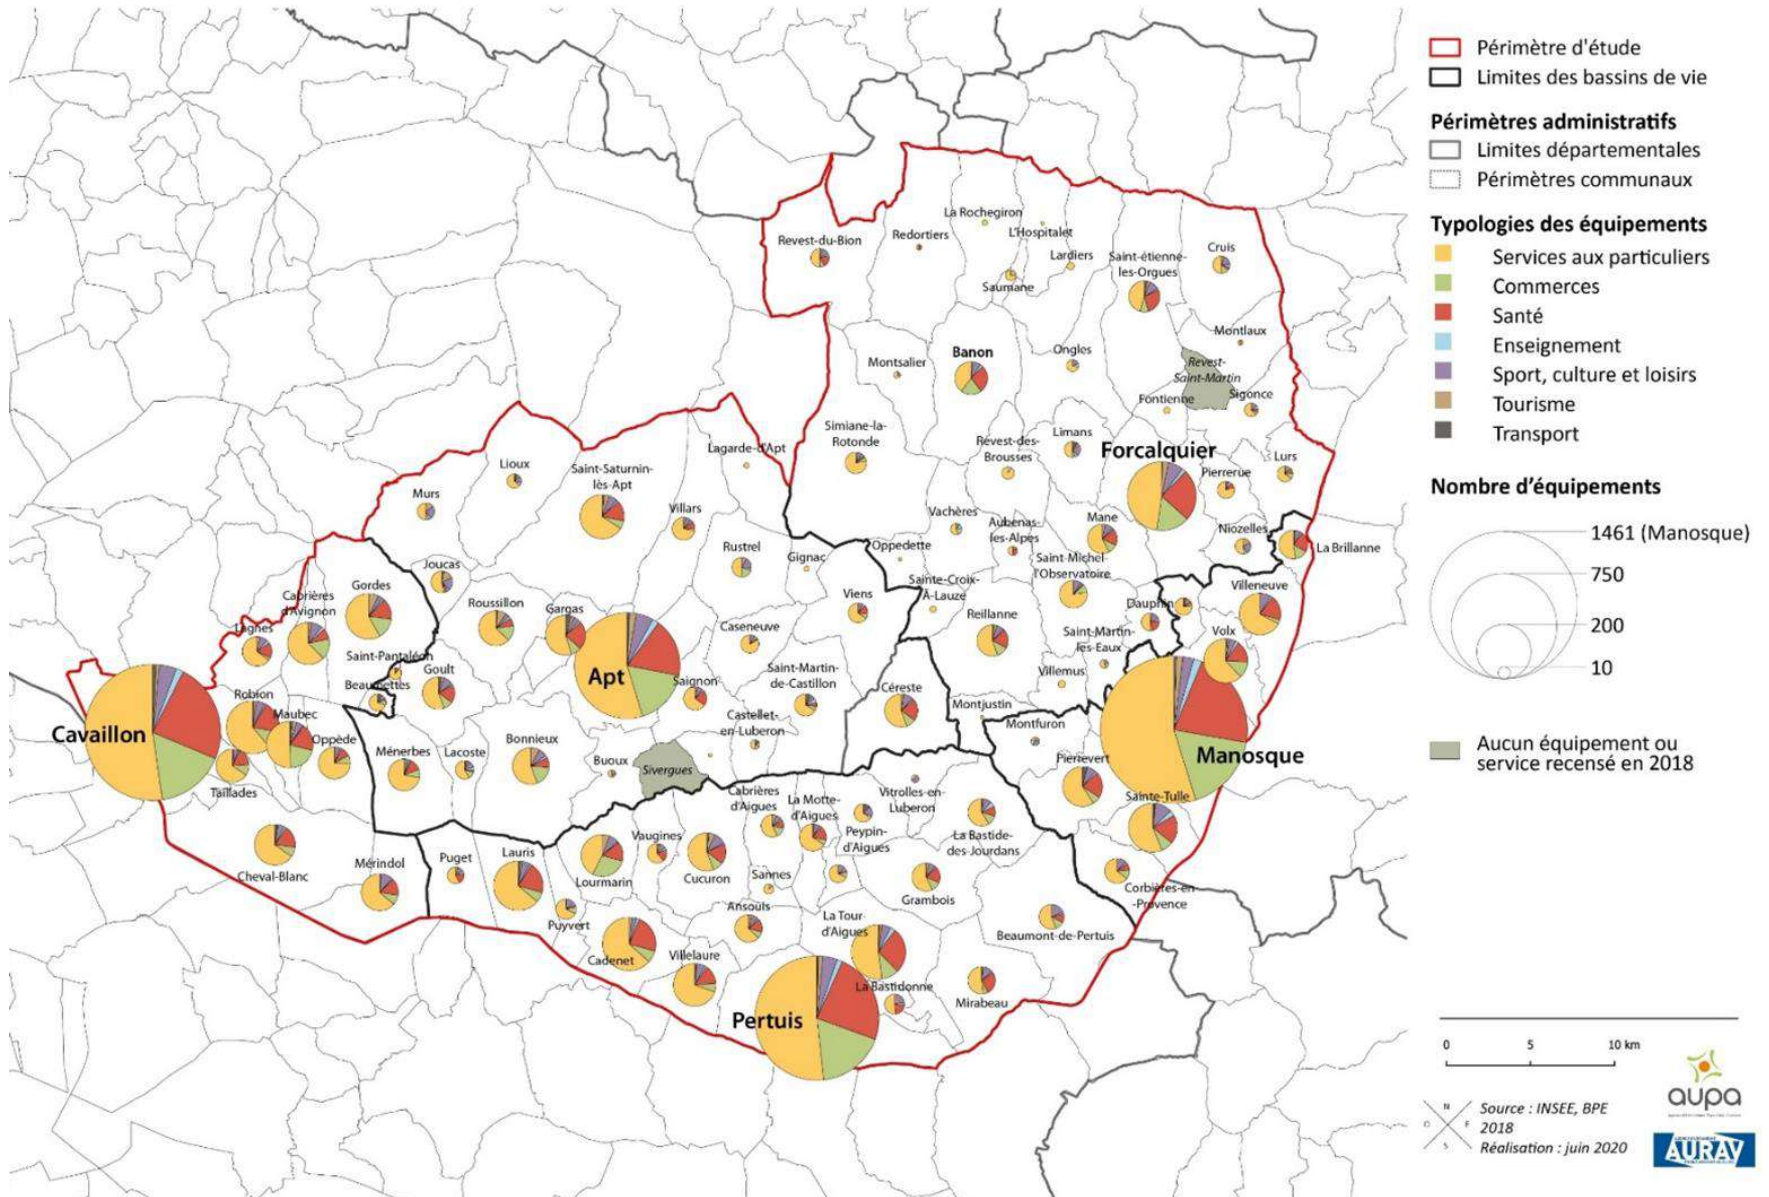 Périmètre d'étude
Limites des bassins de vie
Périmètres administratifs
Limites départementales
Périmètres communaux
Typologies des équipements
Services aux particuliers
Commerces
Santé
Enseignement
Sport, culture et loisirs
Tourisme
Transport
Nombre d'équipements
1461 (Manosque)
750
200
10
Aucun équipement ou
service recensé en 2018
0
5
10 km
N
O
E
S
Source : INSEE, BPE
2018
Réalisation : juin 2020
aupa
AURAV
La Rochegiron
Revest-du-Bion
Redortiers
L'Hospitalet
Lardiers
Saint-étienne-
les-Orgues
Cruis
Saumane
Montlaux
Banon
Montsalier
Ongles
Revest-
Saint-Martin
Fontienne
Sigonce
Simiane-la-
Rotonde
Revest-des-
Brousses
Limans
Forcalquier
Pierrerue
Lurs
Lagarde-d'Apt
Lioux
Saint-Saturnin-
lès-Apt
Murs
Villars
Vachères
Aubenas-
les-Alpes
Mane
Niozelles
La Brillanne
Rustrel
Gignac
Oppedette
Saint-Michel-
l'Observatoire
Joucas
Gordes
Cabrières
d'Avignon
Sainte-Croix-
À-Lauze
Villeneuve
Roussillon
Gargas
Viens
Reillanne
Dauphin
Lagnes
Caseneuve
Saint-Martin-
les-Eaux
Volx
Saint-Pantaléon
Goult
Apt
Saignon
Saint-Martin-
de-Castillon
Villemus
Beaumettes
Robion
Céreste
Montjustin
Cavaillon
Maubec
Oppède
Castellet-
en-Luberon
Montfuron
Manosque
Ménerbes
Lacoste
Bonnieux
Buoux
Sivergues
Pierrevert
Taillades
Cabrières
d'Aigues
La Motte-
d'Aigues
Vitrolles-en-
Luberon
Sainte-Tulle
Peypin-
d'Aigues
La Bastide-
des-Jourdans
Cheval-Blanc
Mérindol
Puget
Lauris
Lourmarin
Vaugines
Cucuron
Sannes
Grambois
Corbières-en-
-Provence
Puyvert
Ansouis
La Tour-
d'Aigues
Beaumont-de-Pertuis
Cadenet
Villelaure
La Bastidonne
Mirabeau
Pertuis